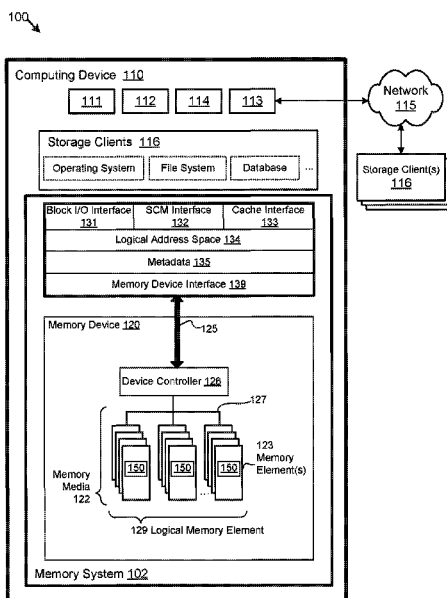 100
Computing Device 110
111 112 114 113
Network
115
Storage Clients 116
Operating System File System Database ...
Storage Client(s)
116
Block I/O Interface
131
SCM Interface
132
Cache Interface
133
Logical Address Space 134
Metadata 135
Memory Device Interface 139
Memory Device 120
125
Device Controller 126
127
123
Memory
Element(s)
150 150 150
...
Memory
Media
122
129 Logical Memory Element
Memory System 102